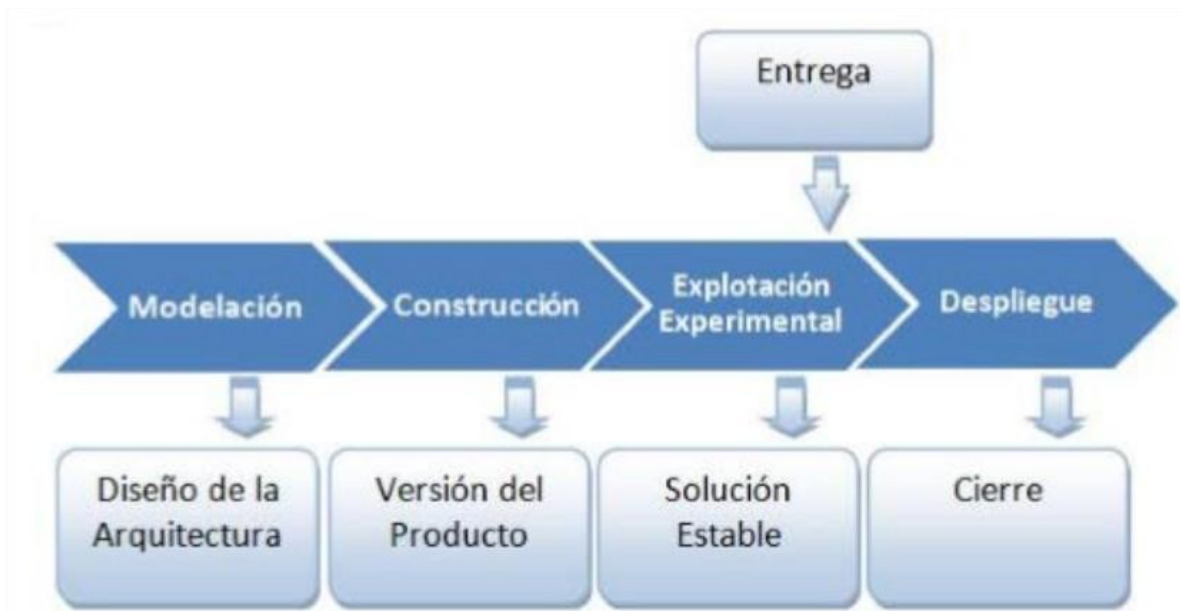 Entrega
Modelación
Construcción
Explotación
Experimental
Despliegue
Diseño de la
Arquitectura
Versión del
Producto
Solución
Estable
Cierre